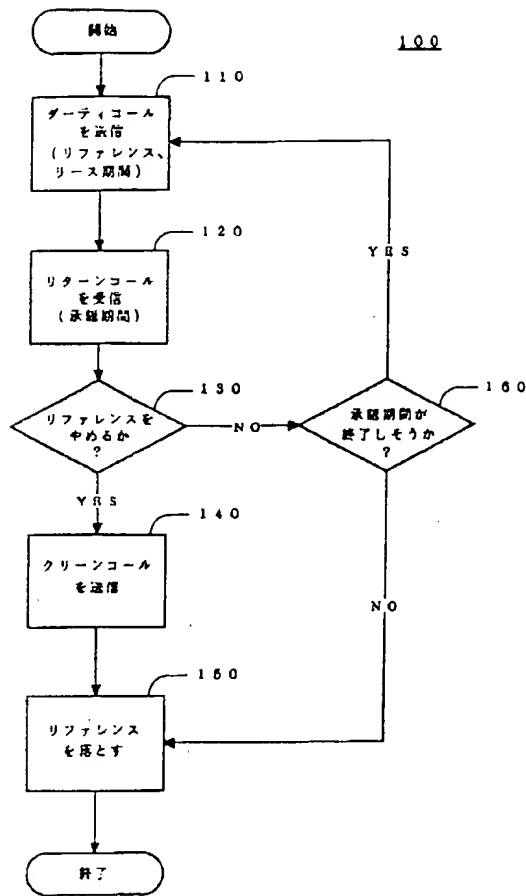 開始
100
110
ダーティコール
を送信
(リファレンス、
リース期間)
120
リターンコール
を受信
(承認期間)
130
リファレンスを
やめるか
?
NO
160
承認期間が
終了しそうか
?
YES
YES
140
クリーンコール
を送信
NO
150
リファレンス
を落とす
終了